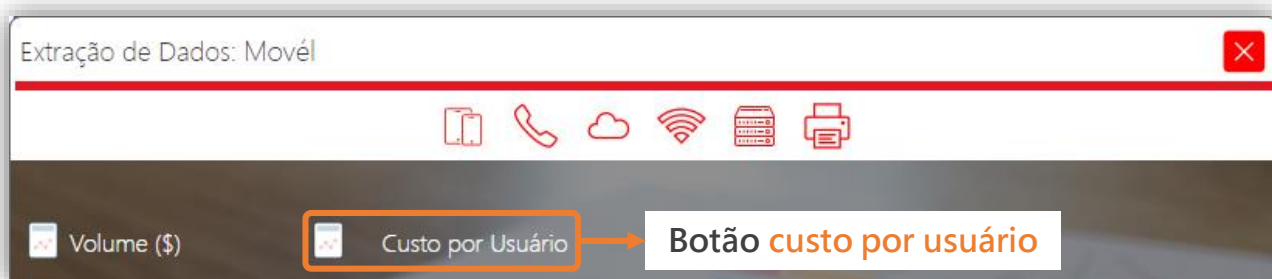 Extração de Dados: Movél
Volume ($)
Custo por Usuário
Botão custo por usuário